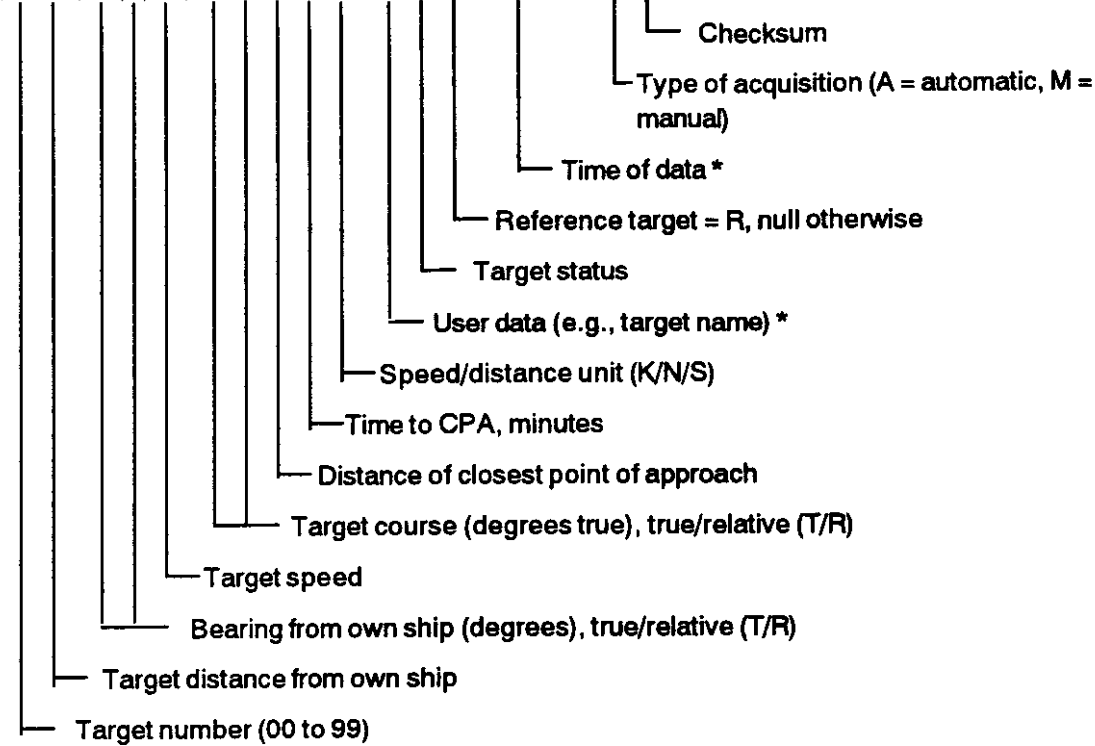 Checksum
Type of acquisition (A = automatic, M =
manual)
Time of data *
Reference target = R, null otherwise
Target status
User data (e.g., target name) *
Speed/distance unit (K/N/S)
Time to CPA, minutes
Distance of closest point of approach
Target course (degrees true), true/relative (T/R)
Target speed
Bearing from own ship (degrees), true/relative (T/R)
Target distance from own ship
Target number (00 to 99)